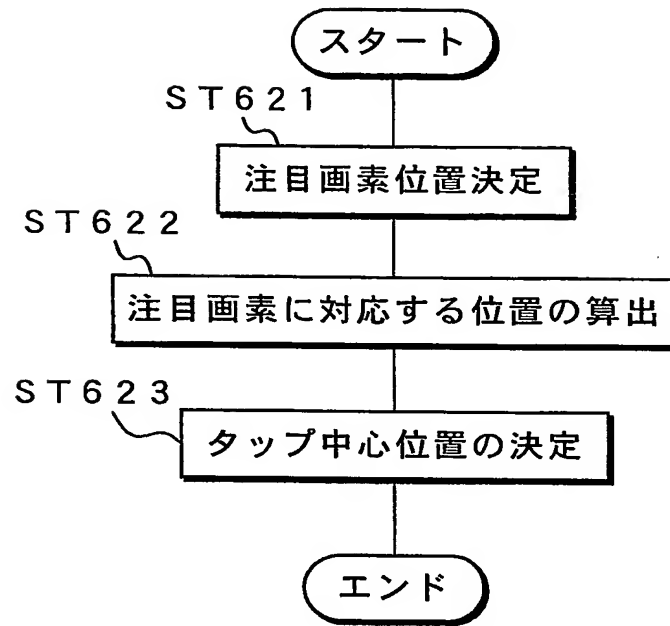 スタート
ST621
注目画素位置決定
ST622
注目画素に対応する位置の算出
ST623
タップ中心位置の決定
エンド